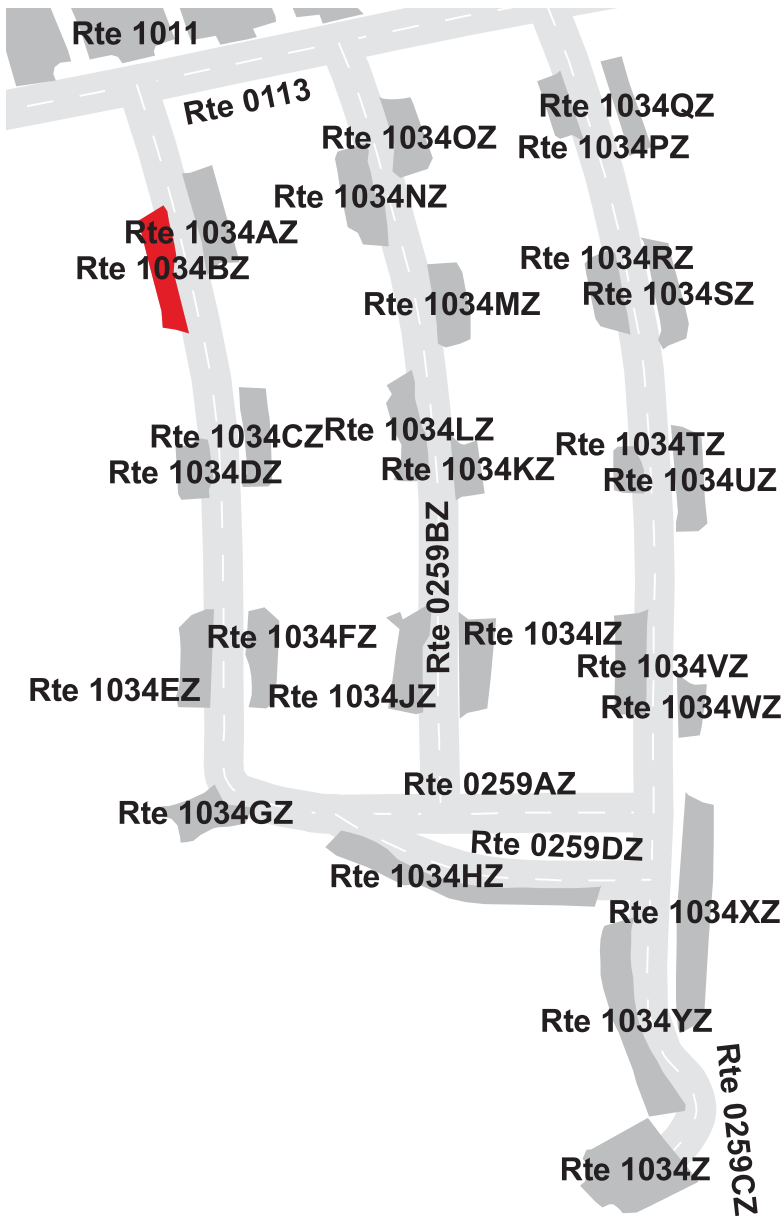 Rte 1011
Rte 0113
Rte 1034QZ
Rte 1034OZ
Rte 1034PZ
Rte 1034NZ
Rte 1034AZ
Rte 1034BZ
Rte 1034RZ
Rte 1034SZ
Rte 1034MZ
Rte 1034CZ
Rte 1034LZ
Rte 1034TZ
Rte 1034DZ
Rte 1034KZ
Rte 1034UZ
Rte 0259BZ
Rte 1034FZ
Rte 1034IZ
Rte 1034VZ
Rte 1034EZ
Rte 1034JZ
Rte 1034WZ
Rte 0259AZ
Rte 1034GZ
Rte 0259DZ
Rte 1034HZ
Rte 1034XZ
Rte 1034YZ
Rte 0259CZ
Rte 1034Z